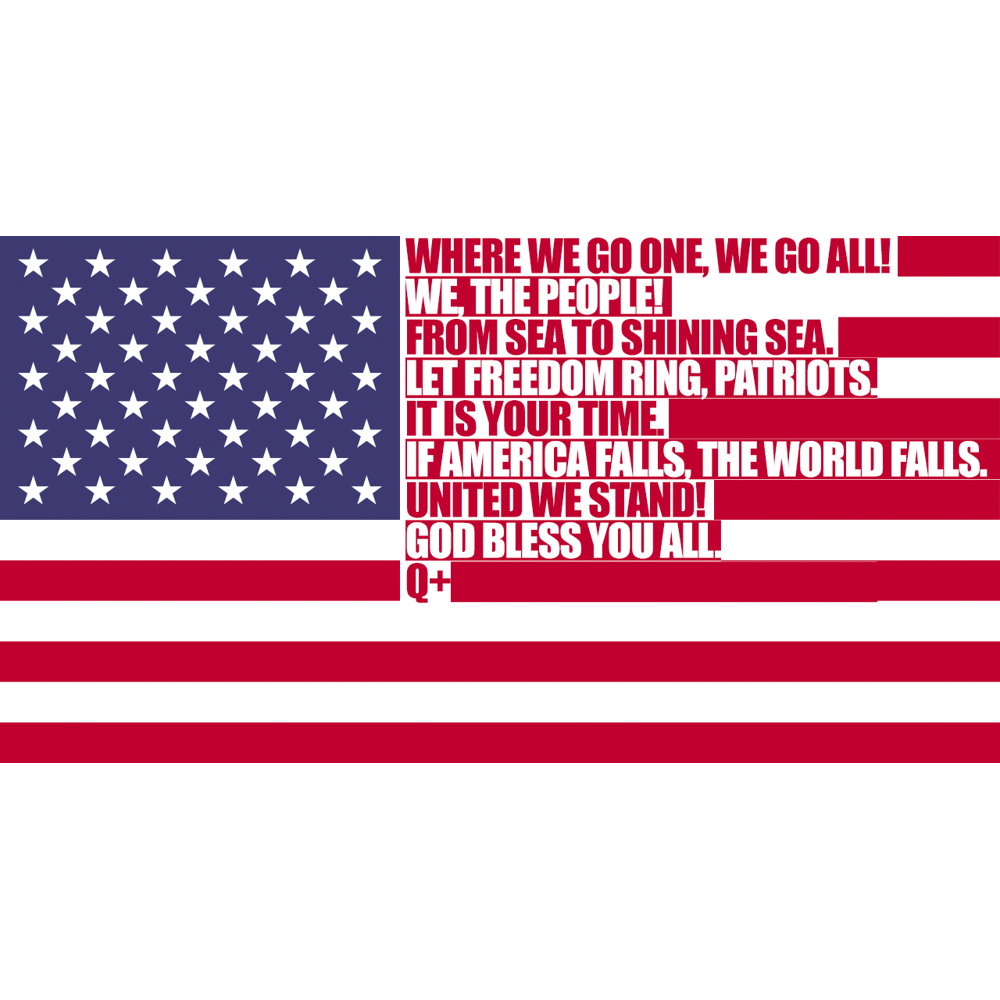 WHERE WE GO ONE, WE GO ALL!
WE, THE PEOPLE!
FROM SEA TO SHINING SEA.
LET FREEDOM RING, PATRIOTS.
IT IS YOUR TIME.
IF AMERICA FALLS, THE WORLD FALLS.
UNITED WE STAND!
GOD BLESS YOU ALL.
Q+